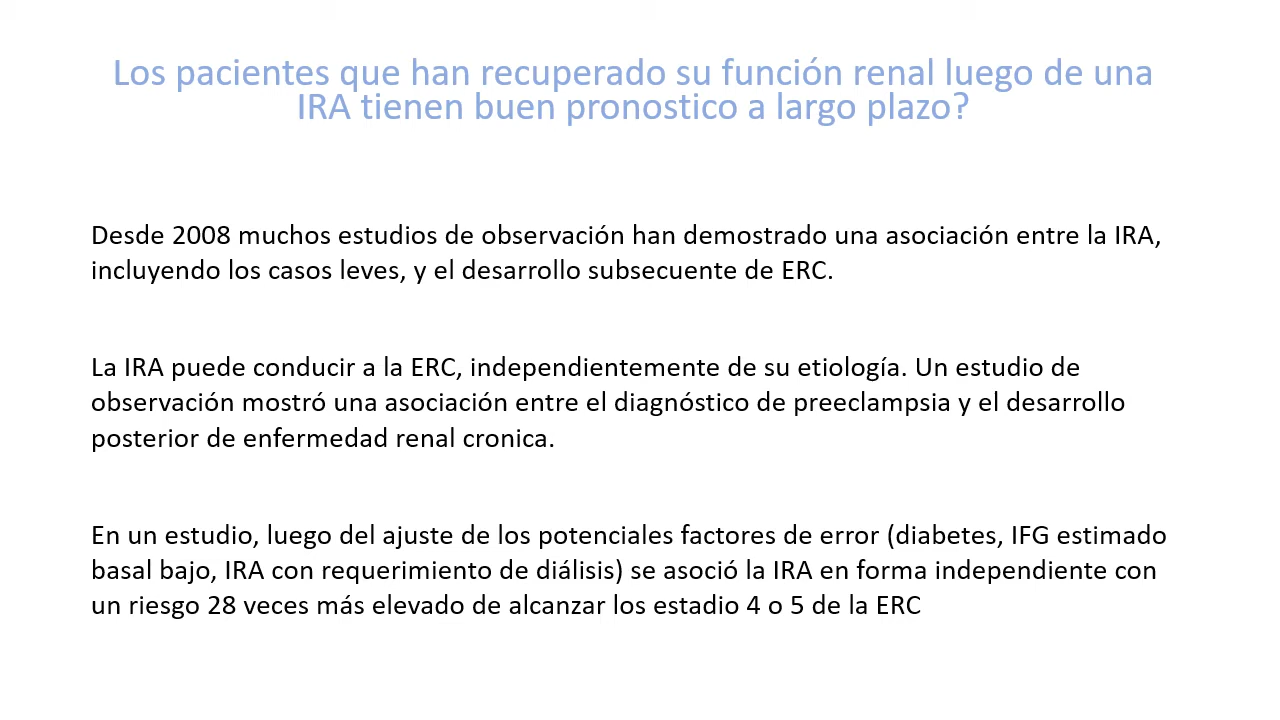 Los pacientes que han recuperado su función renal luego de una
IRA tienen buen pronostico a largo plazo?
Desde 2008 muchos estudios de observación han demostrado una asociación entre la IRA,
incluyendo los casos leves, y el desarrollo subsecuente de ERC.
La IRA puede conducir a la ERC, independientemente de su etiología. Un estudio de
observación mostró una asociación entre el diagnóstico de preeclampsia y el desarrollo
posterior de enfermedad renal cronica.
En un estudio, luego del ajuste de los potenciales factores de error (diabetes, IFG estimado
basal bajo, IRA con requerimiento de diálisis) se asoció la IRA en forma independiente con
un riesgo 28 veces más elevado de alcanzar los estadio 4 o 5 de la ERC